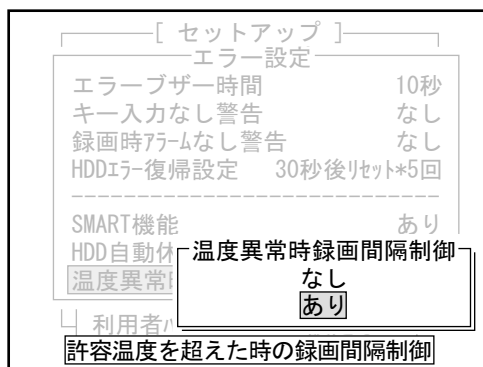 [ セットアップ ]
エラー設定
エラーブザー時間 10秒
キー入力なし警告 なし
録画時ｱﾗｰﾑなし警告 なし
HDDｴﾗｰ復帰設定 30秒後ﾘｾｯﾄ*5回
------------------------------
SMART機能 あり
HDD自動休
温度異常時録画間隔制御
なし
温度異常
あり
利用者
許容温度を超えた時の録画間隔制御